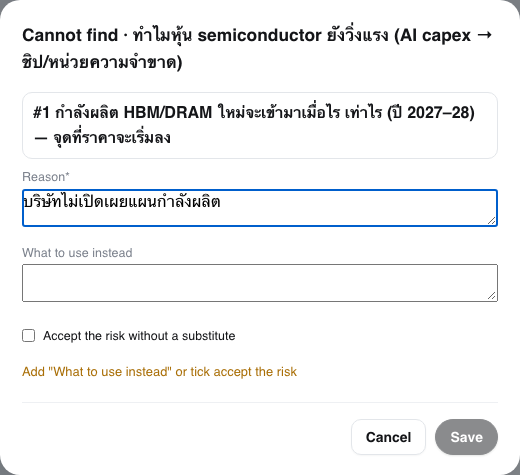 Cannot find · ทำไมหุ้น semiconductor ยังวิ่งแรง (AI capex →
ชิป/หน่วยความจำขาด)
#1 กำลังผลิต HBM/DRAM ใหม่จะเข้ามาเมื่อไร เท่าไร (ปี 2027–28)
— จุดที่ราคาจะเริ่มลง
Reason*
บริษัทไม่เปิดเผยแผนกำลังผลิต
What to use instead
Accept the risk without a substitute
Add "What to use instead" or tick accept the risk
Cancel
Save